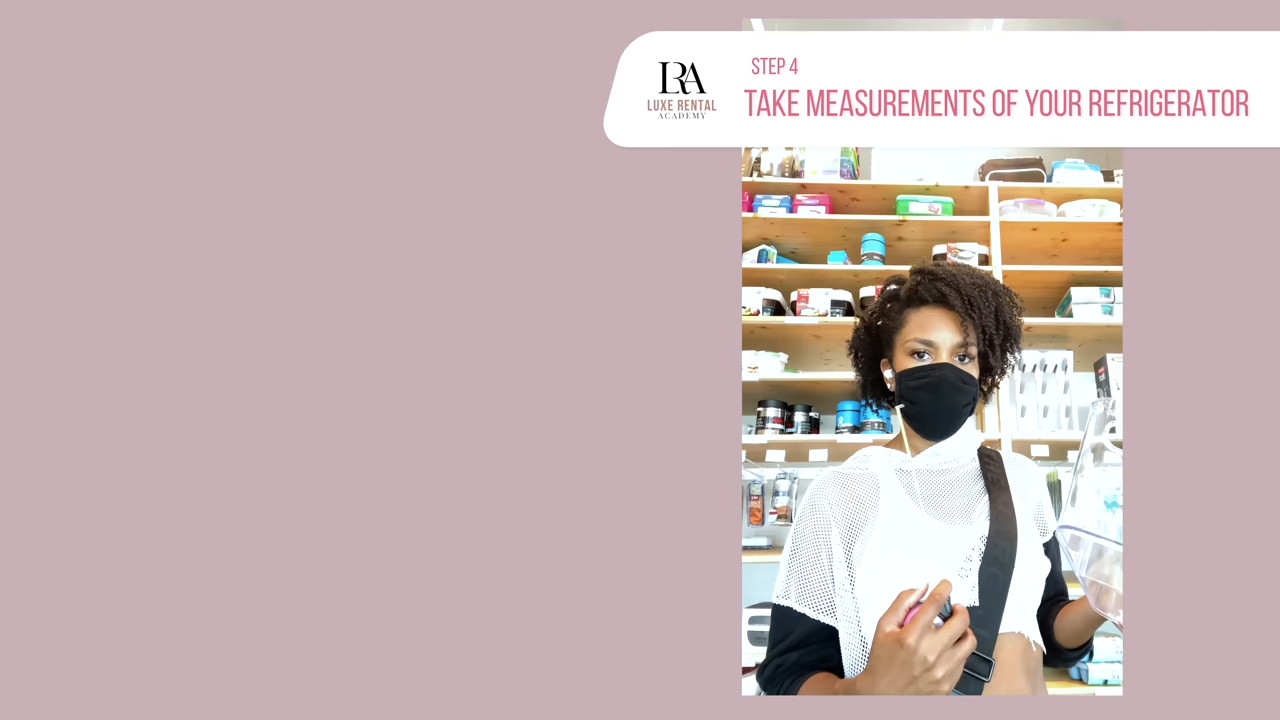 STEP 4
LRA
LUXE RENTAL
ACADEMY
TAKE MEASUREMENTS OF YOUR REFRIGERATOR